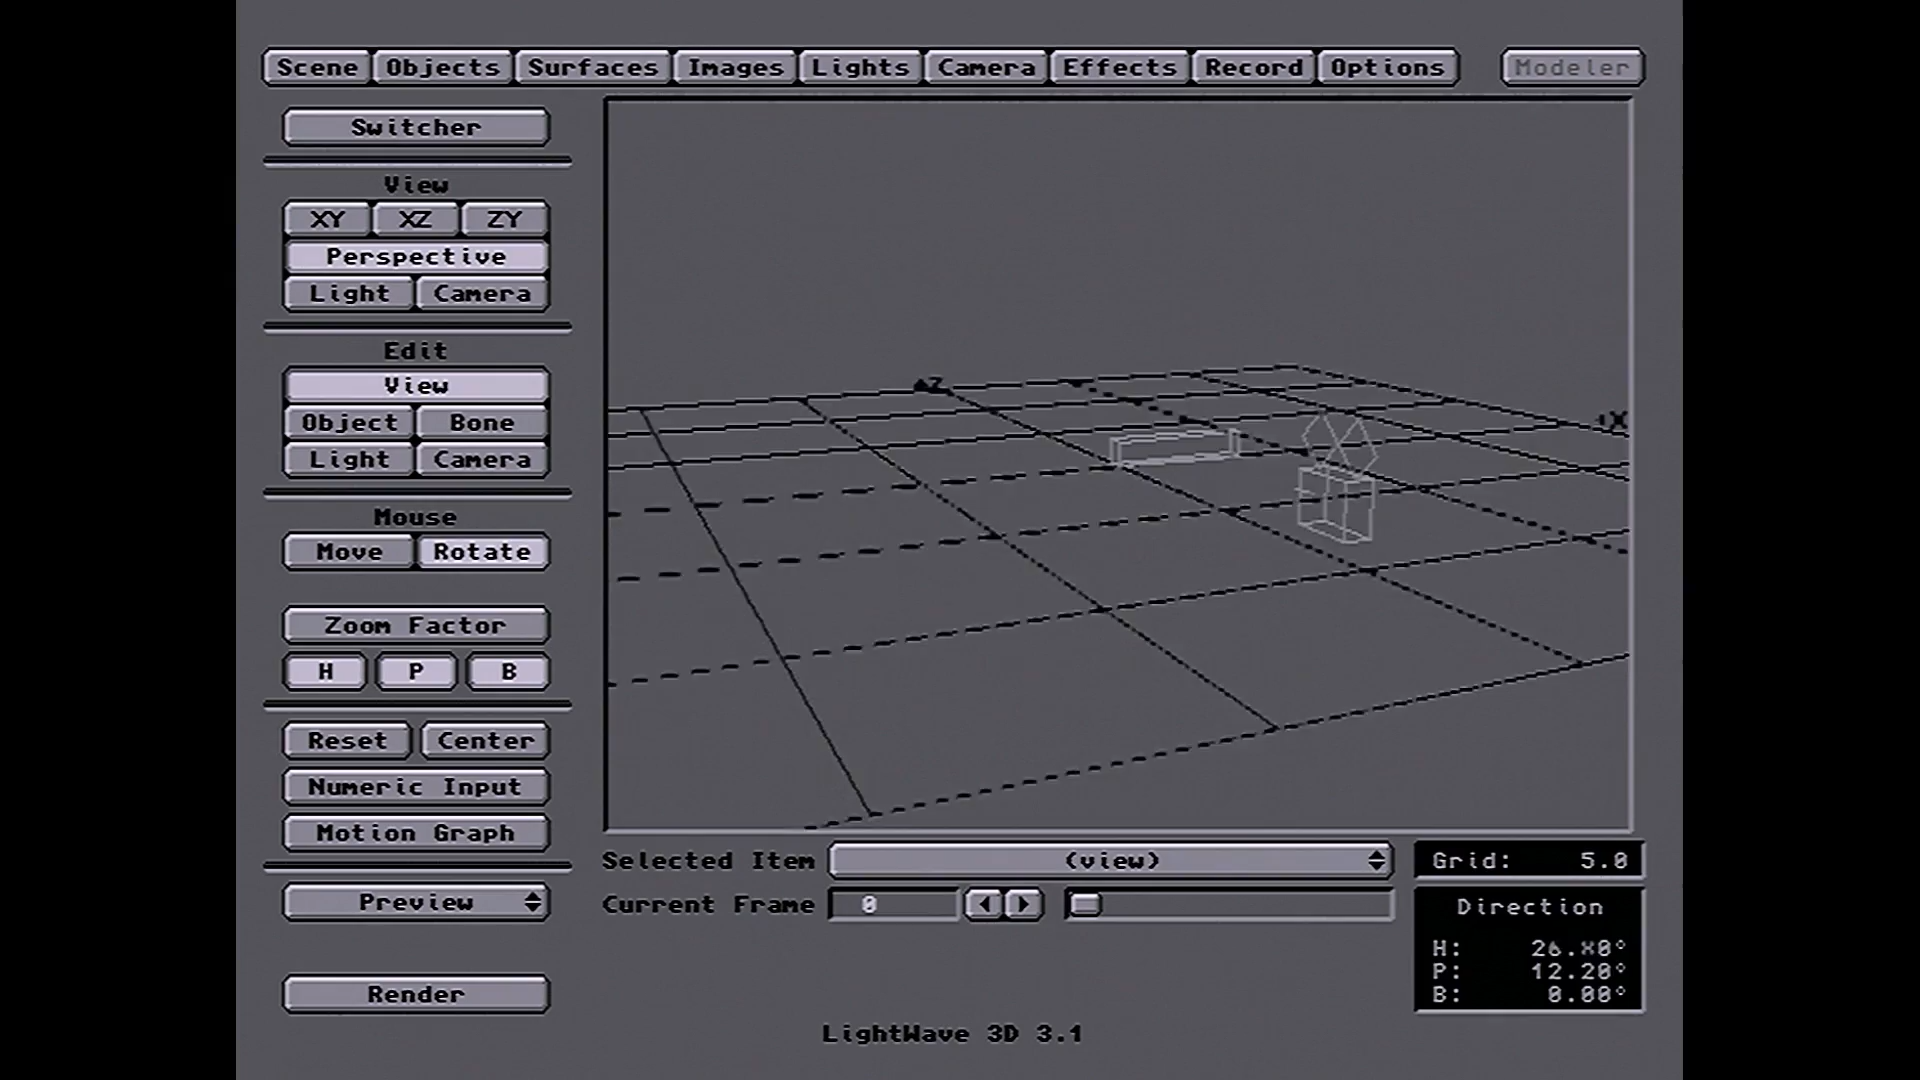 Scene Objects Surfaces Images Lights Camera Effects Record Options Modeler
Switcher
View
XY XZ ZY
Perspective
Light Camera
Edit
View
Object Bone
Light Camera
Mouse
Move Rotate
Zoom Factor
H P B
Reset Center
Numeric Input
Motion Graph
Preview
Render
Selected Item (view)
Current Frame 0
Grid: 5.0
Direction
H:
P: 12.20°
B: 0.00°
LightWave 3D 3.1